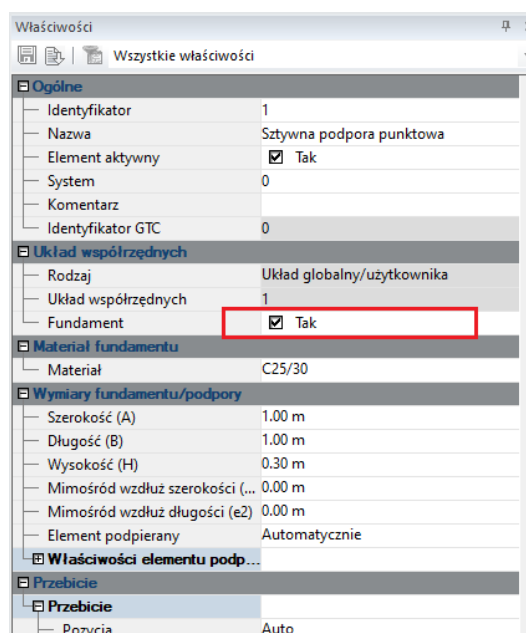 Właściwości
Wszystkie właściwości
Ogólne
Identyfikator 1
Nazwa Sztywna podpora punktowa
Element aktywny Tak
System 0
Komentarz
Identyfikator GTC 0
Układ współrzędnych
Rodzaj Układ globalny/użytkownika
Układ współrzędnych 1
Fundament Tak
Materiał fundamentu
Materiał C25/30
Wymiary fundamentu/podpory
Szerokość (A) 1.00 m
Długość (B) 1.00 m
Wysokość (H) 0.30 m
Mimośród wzdłuż szerokości (... 0.00 m
Mimośród wzdłuż długości (e2) 0.00 m
Element podpierany Automatycznie
Właściwości elementu podp...
Przebicie
Przebicie
Pozycja Auto